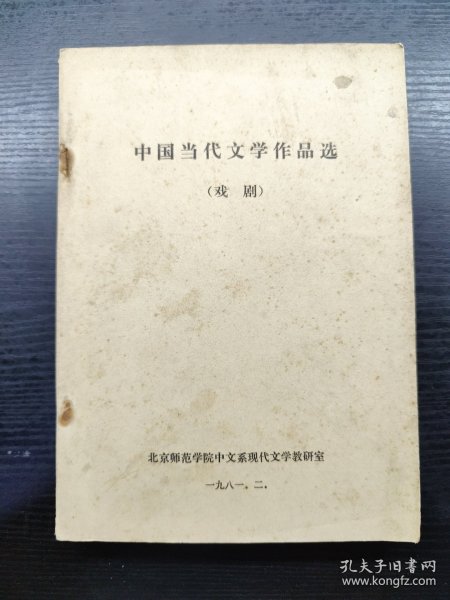 中国当代文学作品选
（戏 剧）
北京师范学院中文系现代文学教研室
一九八一．二．
孔夫子旧书网
www.kongfz.com